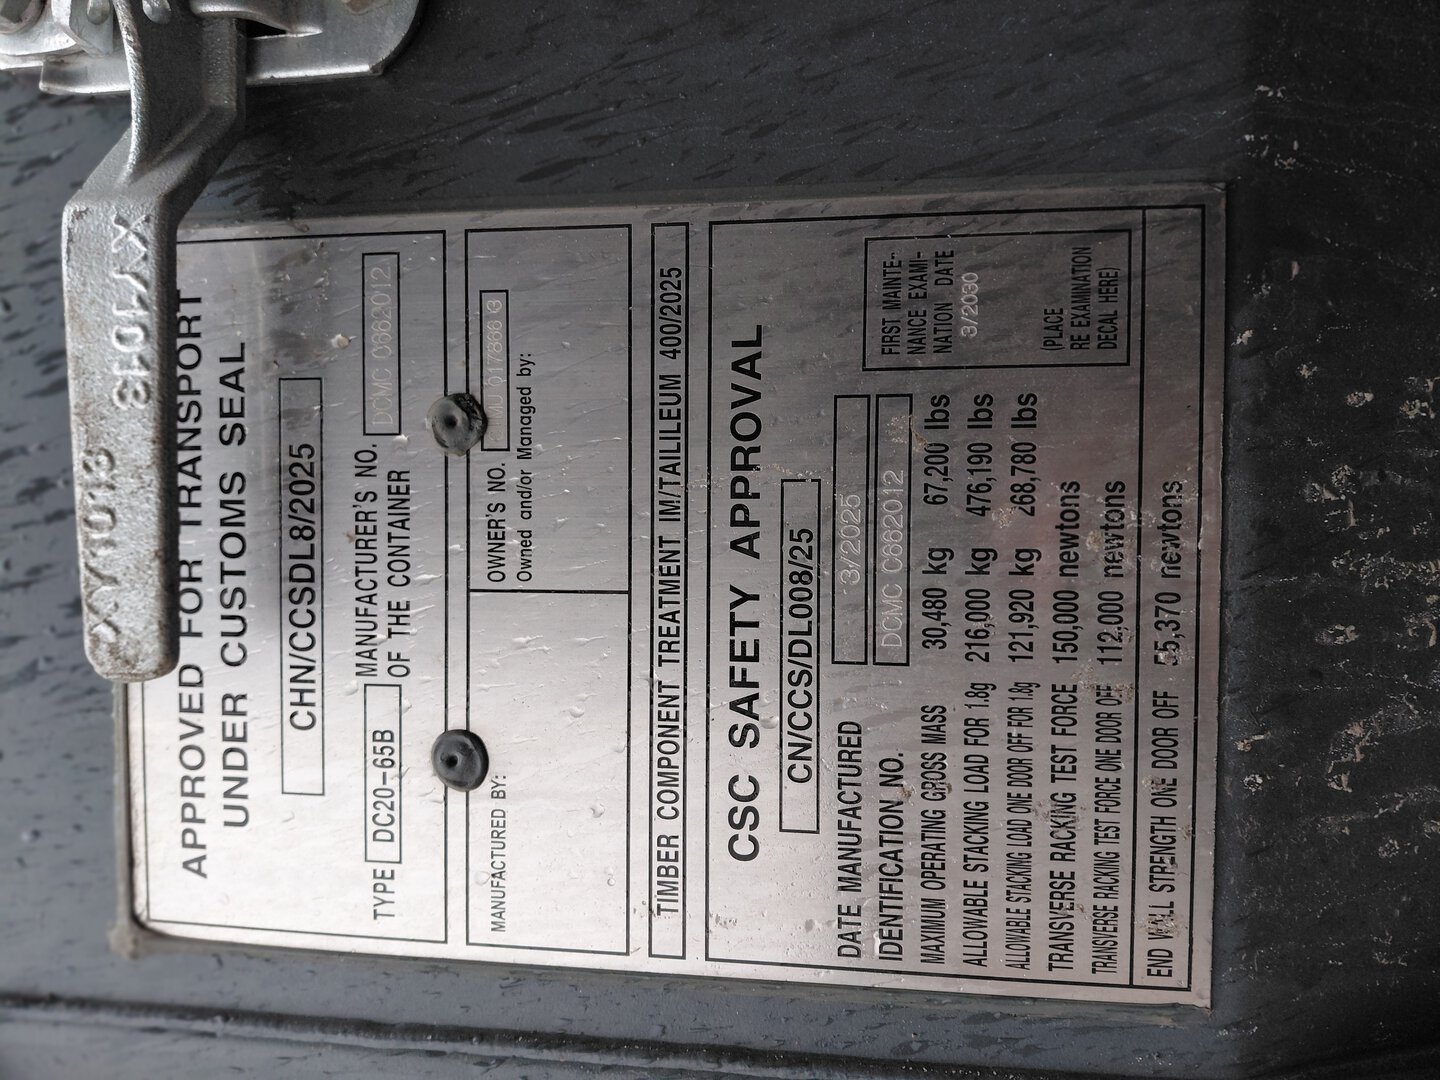 XY1013
XY1013
APPROVED FOR TRANSPORT
UNDER CUSTOMS SEAL
CHN/CCSDL8/2025
TYPE DC20-65B MANUFACTURER'S NO.
OF THE CONTAINER DCMC C662012
MANUFACTURED BY:
OWNER'S NO.
Owned and/or Managed by:
TIMBER COMPONENT TREATMENT IM/TAILILEUM 400/2025
CSC SAFETY APPROVAL
CN/CCS/DL008/25
DATE MANUFACTURED 3/2025
IDENTIFICATION NO. DCMC C662012
MAXIMUM OPERATING GROSS MASS 30,480 kg 67,200 lbs
ALLOWABLE STACKING LOAD FOR 1.8g 216,000 kg 476,190 lbs
ALLOWABLE STACKING LOAD ONE DOOR OFF FOR 1.8g 121,920 kg 268,780 lbs
TRANSVERSE RACKING TEST FORCE 150,000 newtons
TRANSVERSE RACKING TEST FORCE ONE DOOR OFF 112,000 newtons
END WALL STRENGTH ONE DOOR OFF 55,370 newtons
FIRST MAINTE-
NANCE EXAMI-
NATION DATE
3/2030
(PLACE
RE EXAMINATION
DECAL HERE)